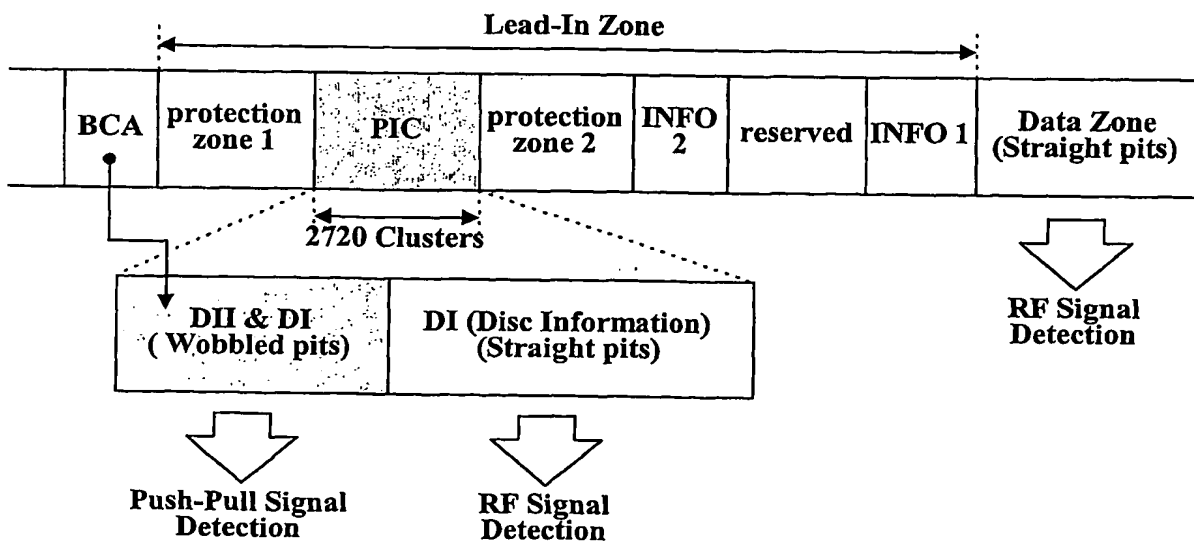 Lead-In Zone
BCA
protection
zone 1
PIC
protection
zone 2
INFO
2
reserved
INFO 1
Data Zone
(Straight pits)
2720 Clusters
DII & DI
( Wobbled pits)
DI (Disc Information)
(Straight pits)
RF Signal
Detection
Push-Pull Signal
Detection
RF Signal
Detection